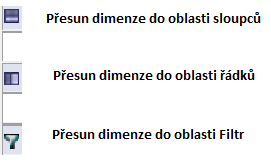 Přesun dimenze do oblasti sloupců
Přesun dimenze do oblasti řádků
Přesun dimenze do oblasti Filtr